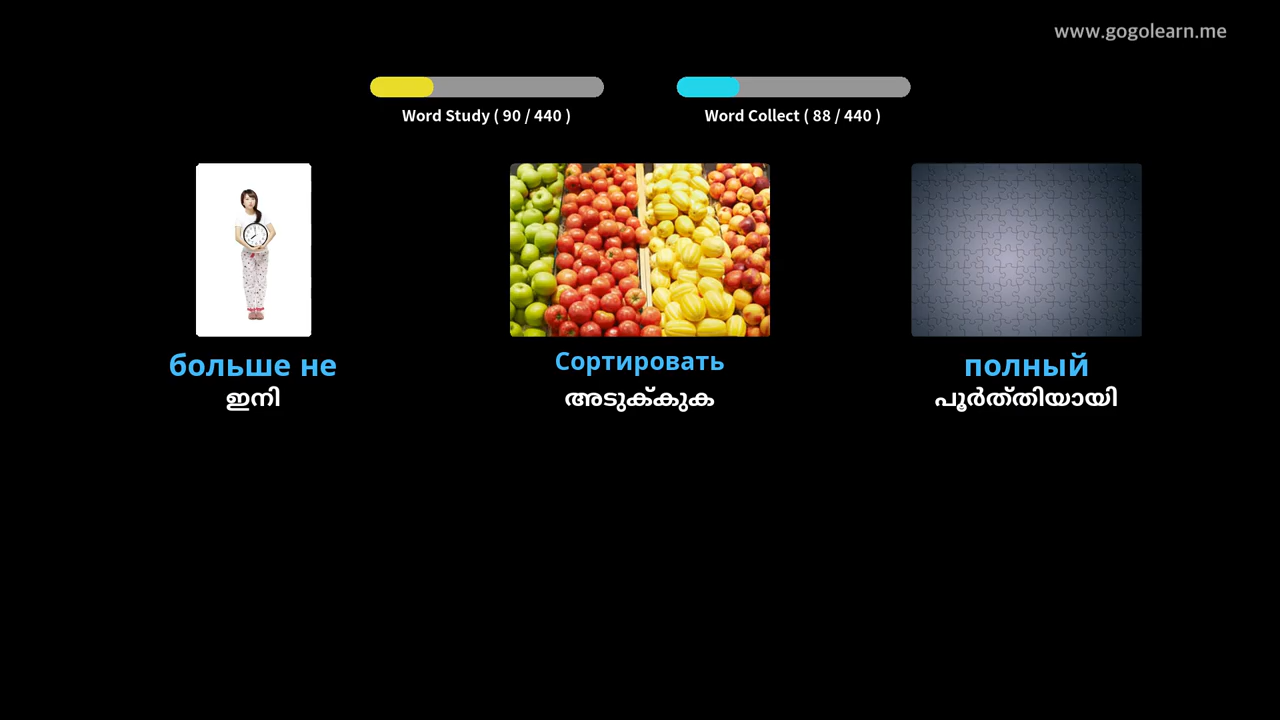 www.gogolearn.me
Word Study ( 90 / 440 )
Word Collect ( 88 / 440 )
больше не
ഇനി
Сортировать
അടുക്കുക
полный
പൂർത്തിയായി